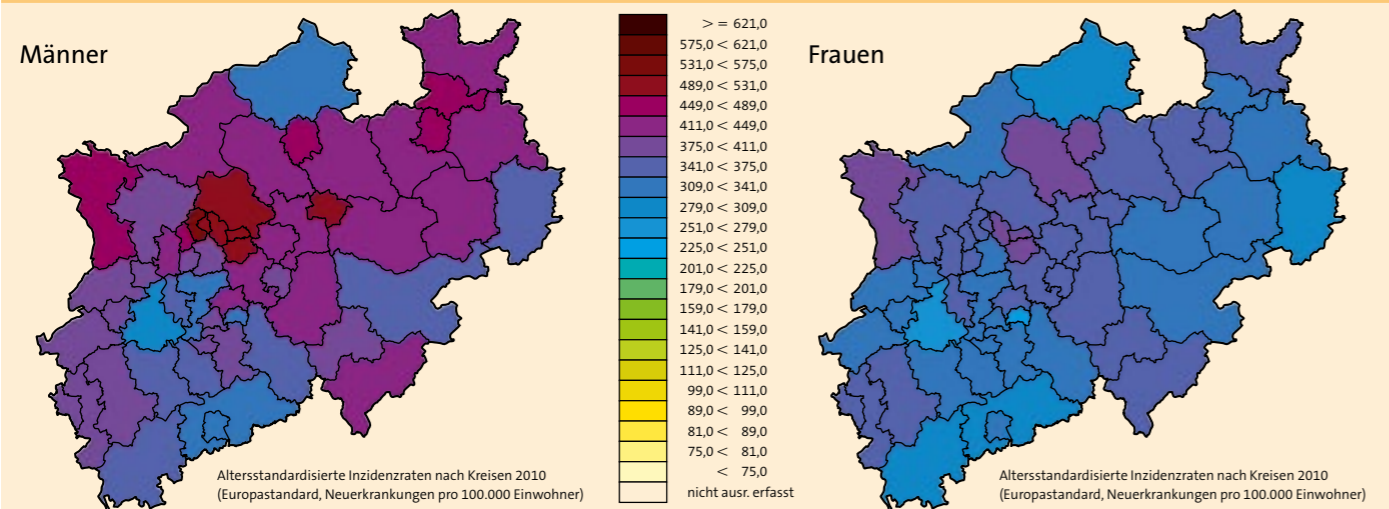 Männer
> = 621,0
575,0 < 621,0
531,0 < 575,0
489,0 < 531,0
449,0 < 489,0
411,0 < 449,0
375,0 < 411,0
341,0 < 375,0
309,0 < 341,0
279,0 < 309,0
251,0 < 279,0
225,0 < 251,0
201,0 < 225,0
179,0 < 201,0
159,0 < 179,0
141,0 < 159,0
125,0 < 141,0
111,0 < 125,0
99,0 < 111,0
89,0 < 99,0
81,0 < 89,0
75,0 < 81,0
< 75,0
nicht ausr. erfasst
Frauen
Altersstandardisierte Inzidenzraten nach Kreisen 2010
(Europastandard, Neuerkrankungen pro 100.000 Einwohner)
Altersstandardisierte Inzidenzraten nach Kreisen 2010
(Europastandard, Neuerkrankungen pro 100.000 Einwohner)